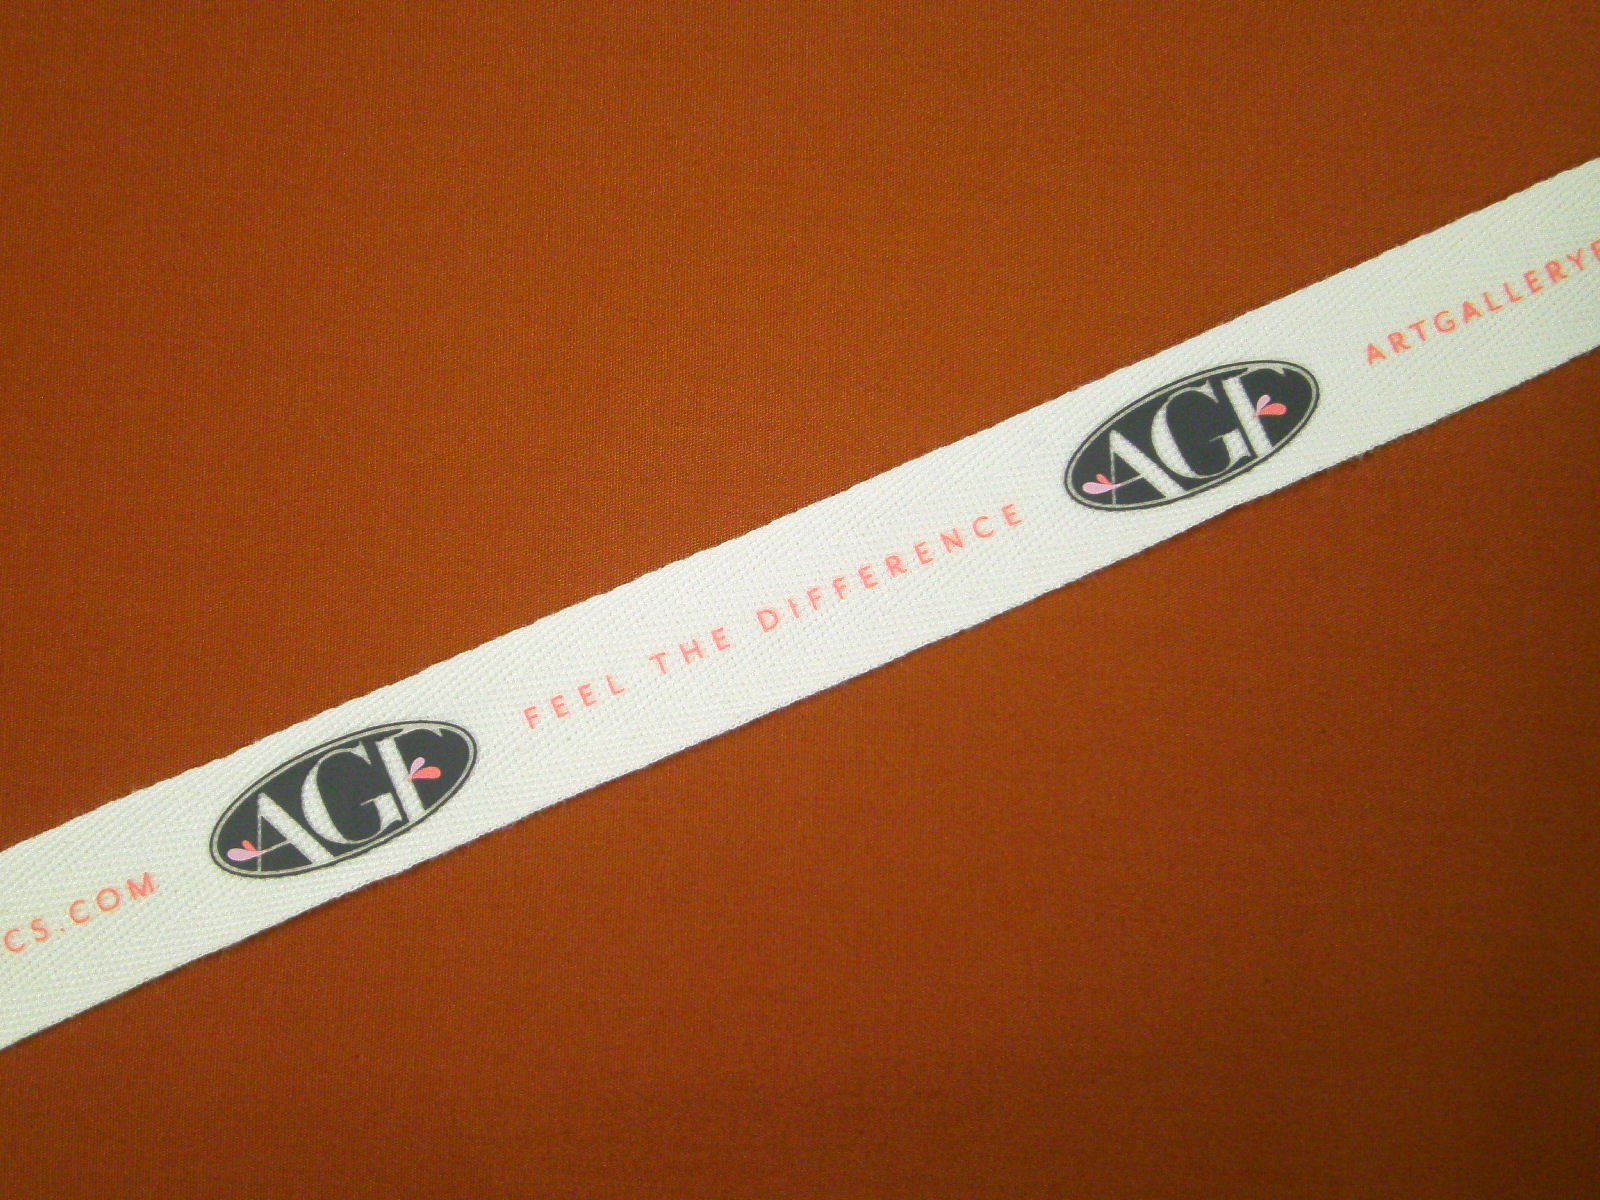 CS.COM AGF FEEL THE DIFFERENCE AGF ARTGALLERYF